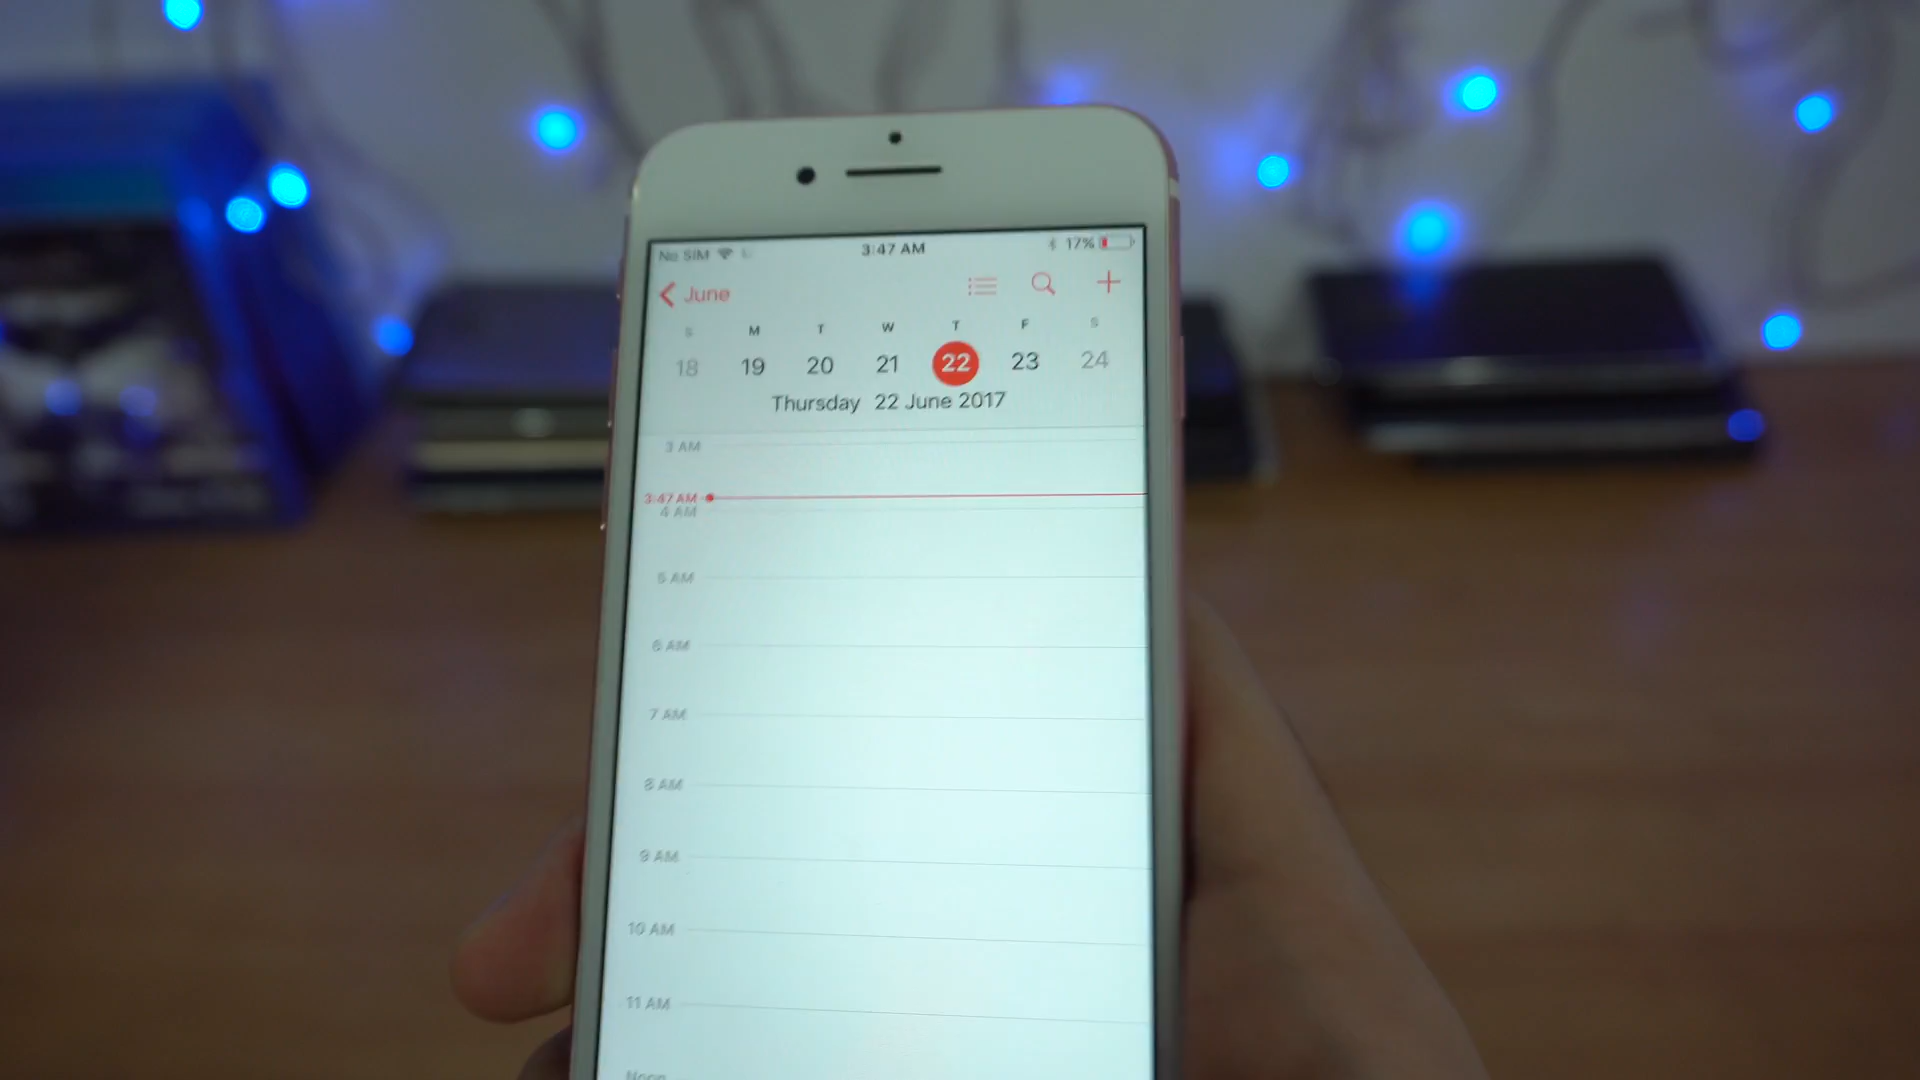 No SIM 3:47 AM 17%
June
S M T W T F S
18 19 20 21 22 23 24
Thursday 22 June 2017
3 AM
3:47 AM
4 AM
5 AM
6 AM
7 AM
8 AM
9 AM
10 AM
11 AM
Noon